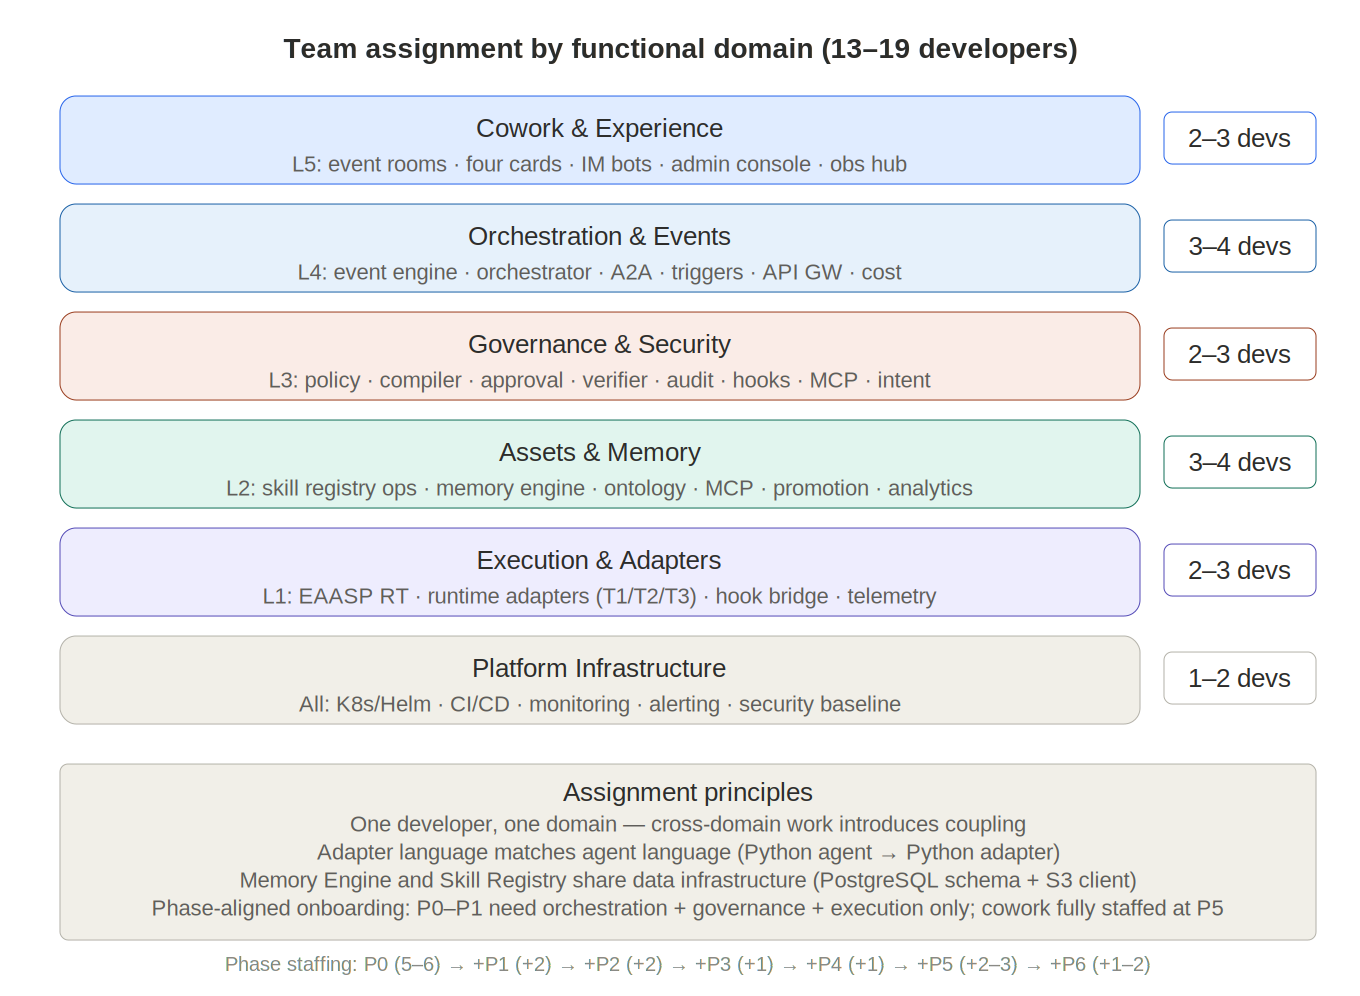 Team assignment by functional domain (13–19 developers)
Cowork & Experience
L5: event rooms · four cards · IM bots · admin console · obs hub
2–3 devs
Orchestration & Events
L4: event engine · orchestrator · A2A · triggers · API GW · cost
3–4 devs
Governance & Security
L3: policy · compiler · approval · verifier · audit · hooks · MCP · intent
2–3 devs
Assets & Memory
L2: skill registry ops · memory engine · ontology · MCP · promotion · analytics
3–4 devs
Execution & Adapters
L1: EAASP RT · runtime adapters (T1/T2/T3) · hook bridge · telemetry
2–3 devs
Platform Infrastructure
All: K8s/Helm · CI/CD · monitoring · alerting · security baseline
1–2 devs
Assignment principles
One developer, one domain — cross-domain work introduces coupling
Adapter language matches agent language (Python agent → Python adapter)
Memory Engine and Skill Registry share data infrastructure (PostgreSQL schema + S3 client)
Phase-aligned onboarding: P0–P1 need orchestration + governance + execution only; cowork fully staffed at P5
Phase staffing: P0 (5–6) → +P1 (+2) → +P2 (+2) → +P3 (+1) → +P4 (+1) → +P5 (+2–3) → +P6 (+1–2)